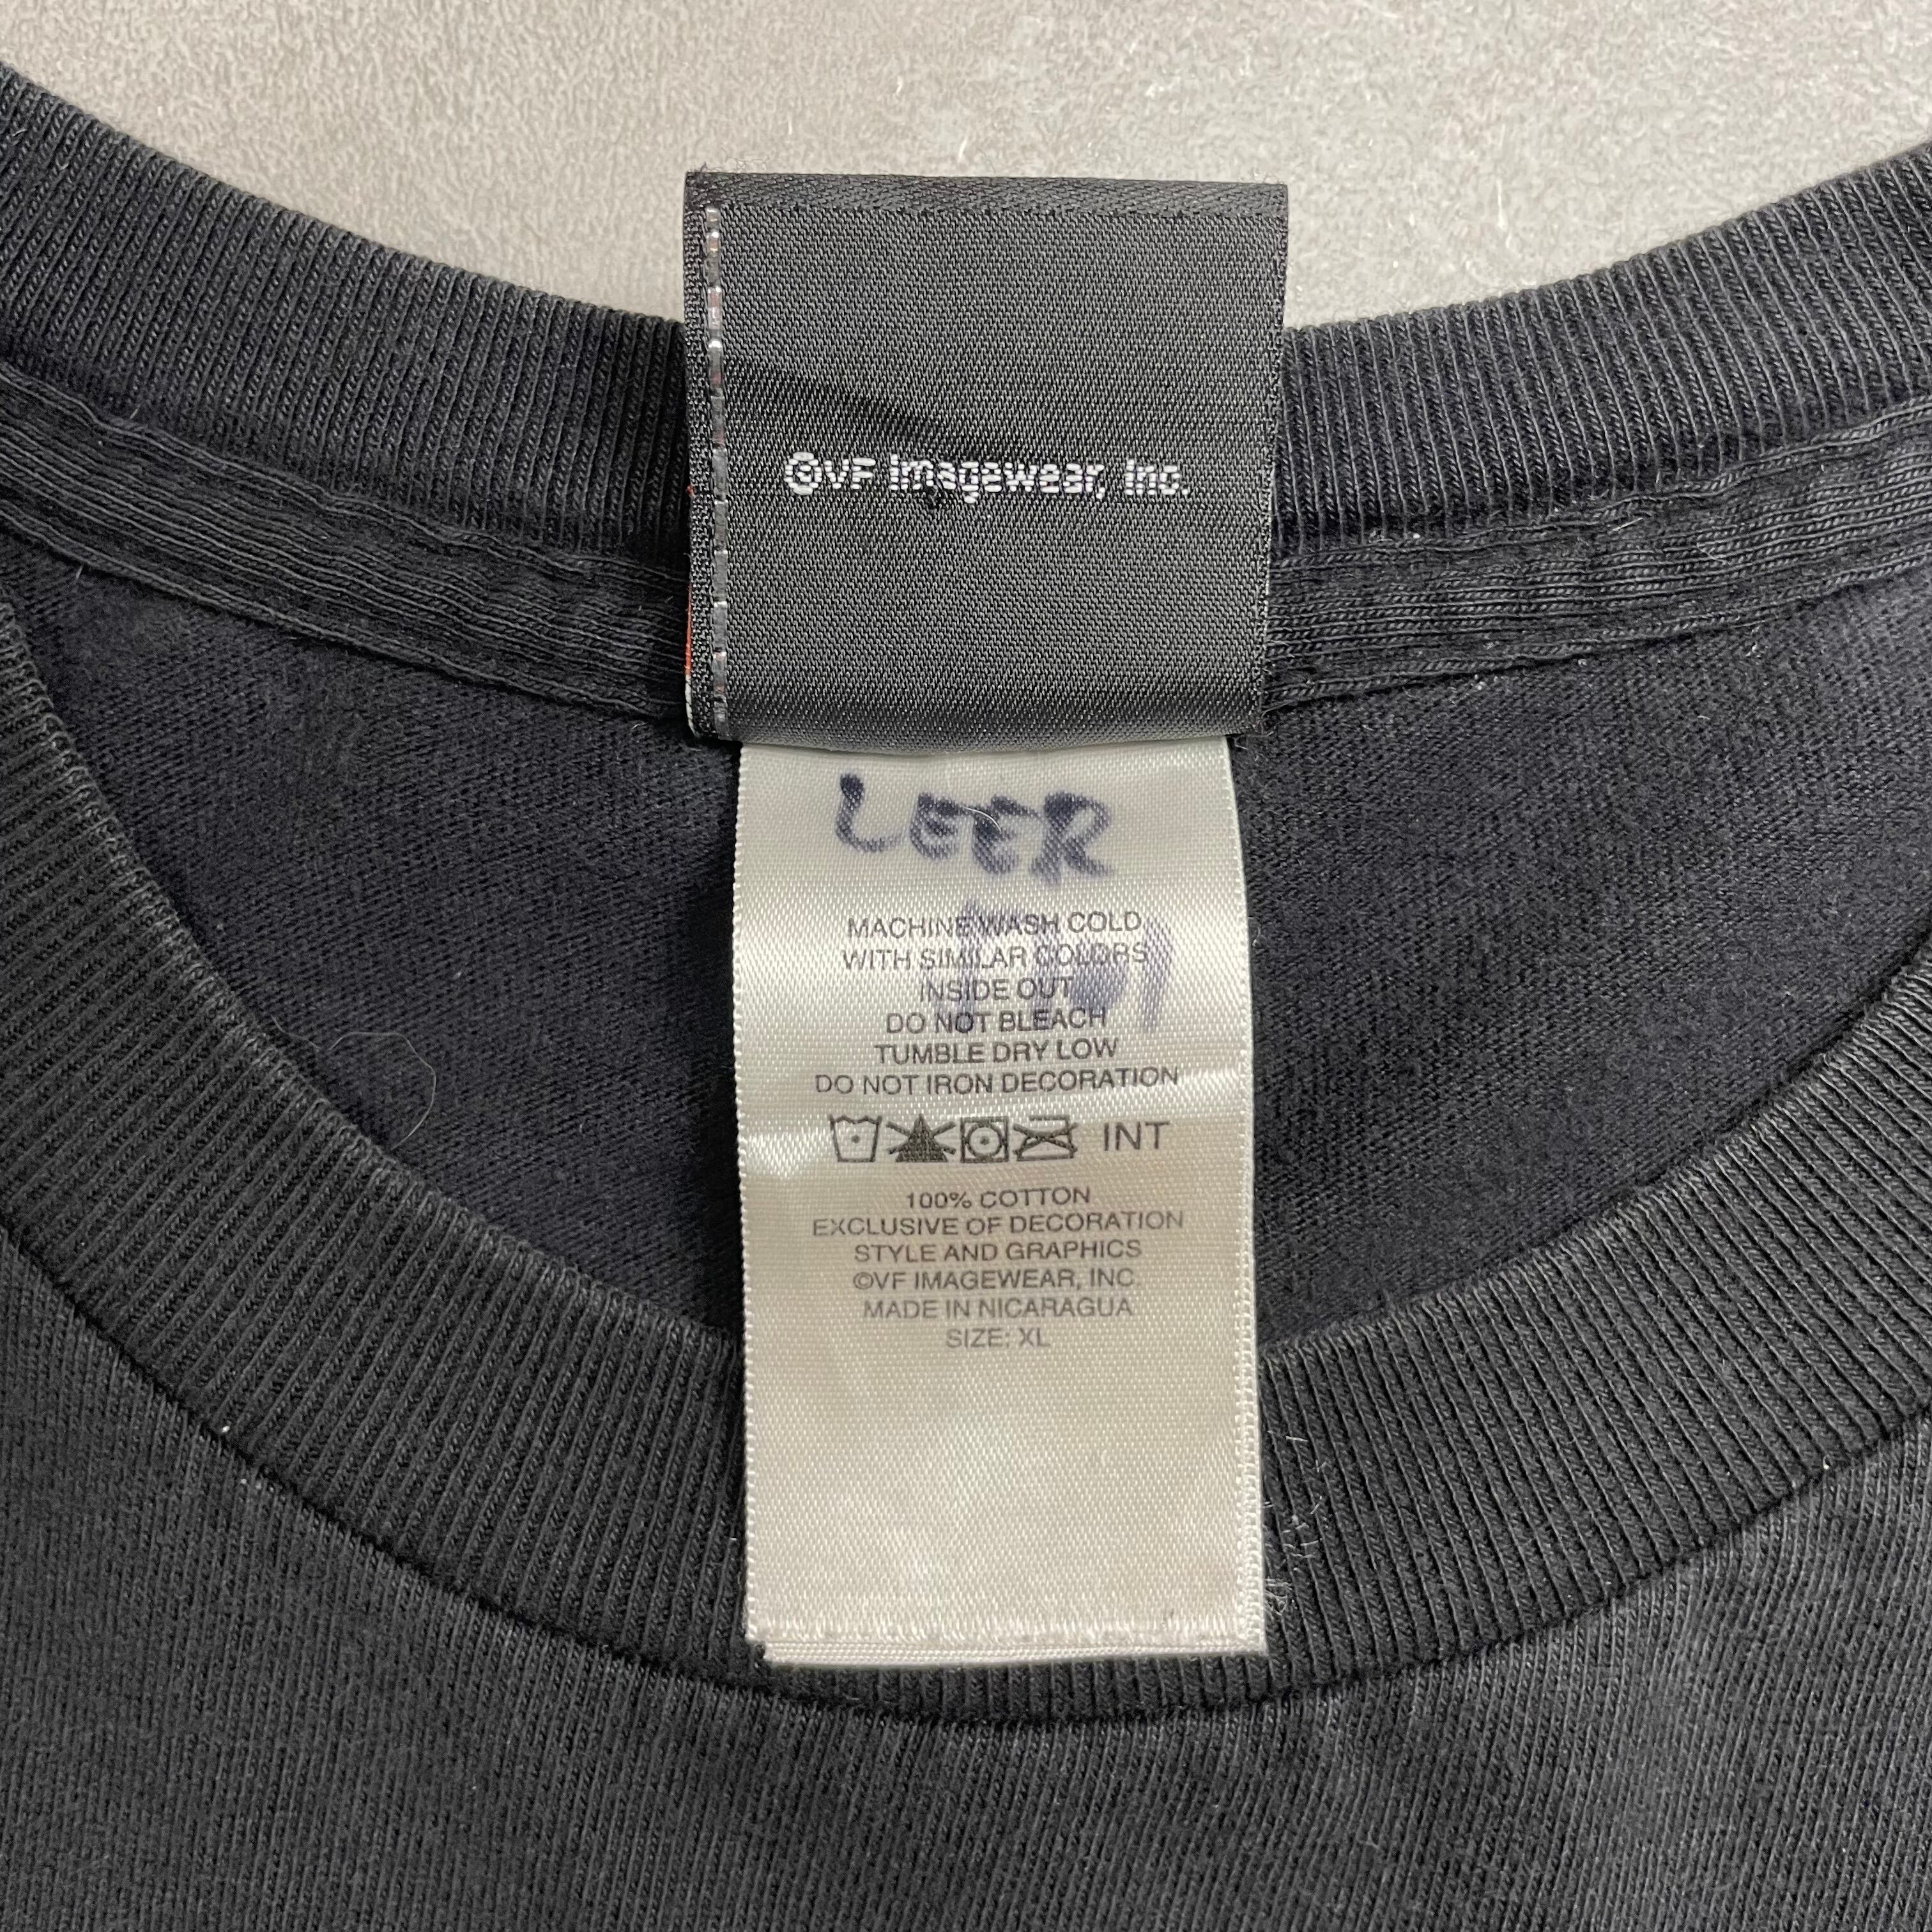 ©VF Imagewear, Inc.
LEER
MACHINE WASH COLD
WITH SIMILAR COLORS
INSIDE OUT
DO NOT BLEACH
TUMBLE DRY LOW
DO NOT IRON DECORATION
INT
100% COTTON
EXCLUSIVE OF DECORATION
STYLE AND GRAPHICS
©VF IMAGEWEAR, INC.
MADE IN NICARAGUA
SIZE: XL